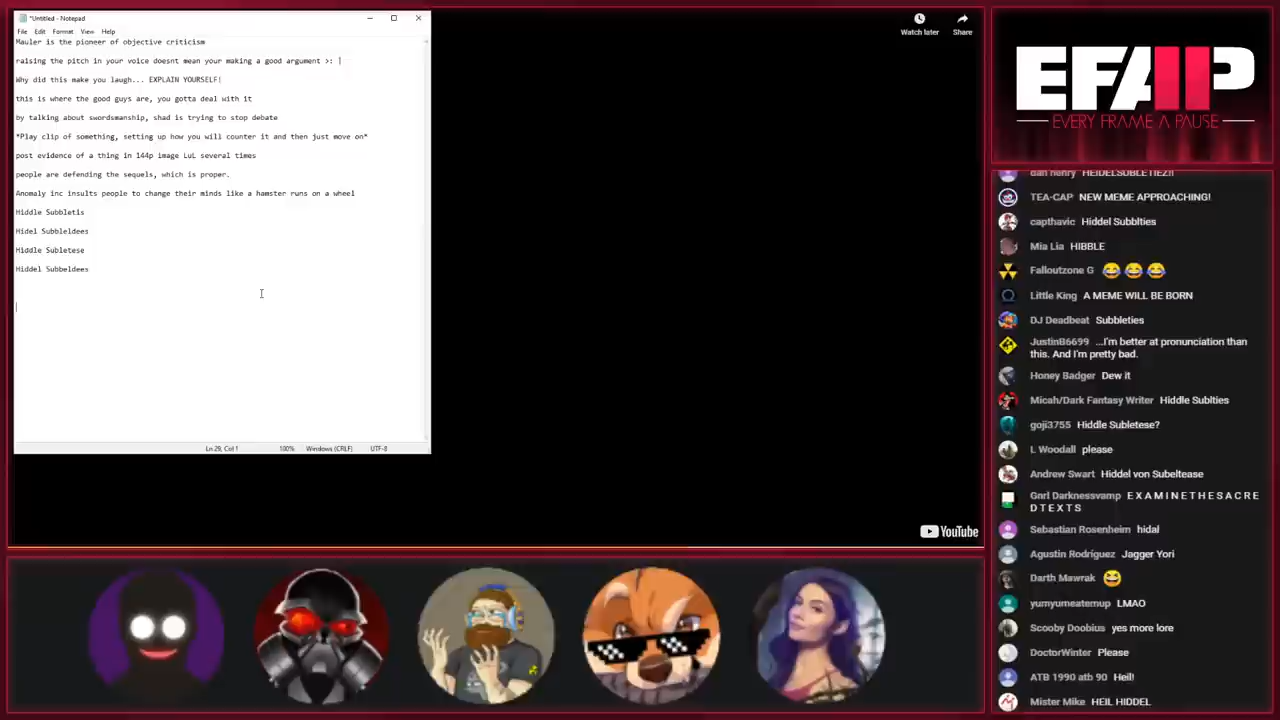 *Untitled - Notepad
File Edit Format View Help
Mauler is the pioneer of objective criticism
raising the pitch in your voice doesnt mean your making a good argument >: |
Why did this make you laugh... EXPLAIN YOURSELF!
this is where the good guys are, you gotta deal with it
by talking about swordsmanship, shad is trying to stop debate
*Play clip of something, setting up how you will counter it and then just move on*
post evidence of a thing in 144p image LuL several times
people are defending the sequels, which is proper.
Anomaly inc insults people to change their minds like a hamster runs on a wheel
Hiddle Subbletis
Hidel Subbleldees
Hiddle Subletese
Hiddel Subbeldees
Ln 29, Col 1 100% Windows (CRLF) UTF-8
Watch later Share
YouTube
EFAP
EVERY FRAME A PAUSE
dan henry HEIDELSUBLETIEZ!!
TEA-CAP NEW MEME APPROACHING!
capthavic Hiddel Subblties
Mia Lia HIBBLE
Falloutzone G 😂😂😂
Little King A MEME WILL BE BORN
DJ Deadbeat Subbleties
JustinB6699 ...I'm better at pronunciation than
this. And I'm pretty bad.
Honey Badger Dew it
Micah/Dark Fantasy Writer Hiddle Sublties
goji3755 Hiddle Subletese?
L Woodall please
Andrew Swart Hiddel von Subeltease
Gnrl Darknessvamp E X A M I N E T H E S A C R E
D T E X T S
Sebastian Rosenheim hidal
Agustin Rodríguez Jagger Yori
Darth Mawrak 😆
yumyumeatemup LMAO
Scooby Doobius yes more lore
DoctorWinter Please
ATB 1990 atb 90 Heil!
Mister Mike HEIL HIDDEL